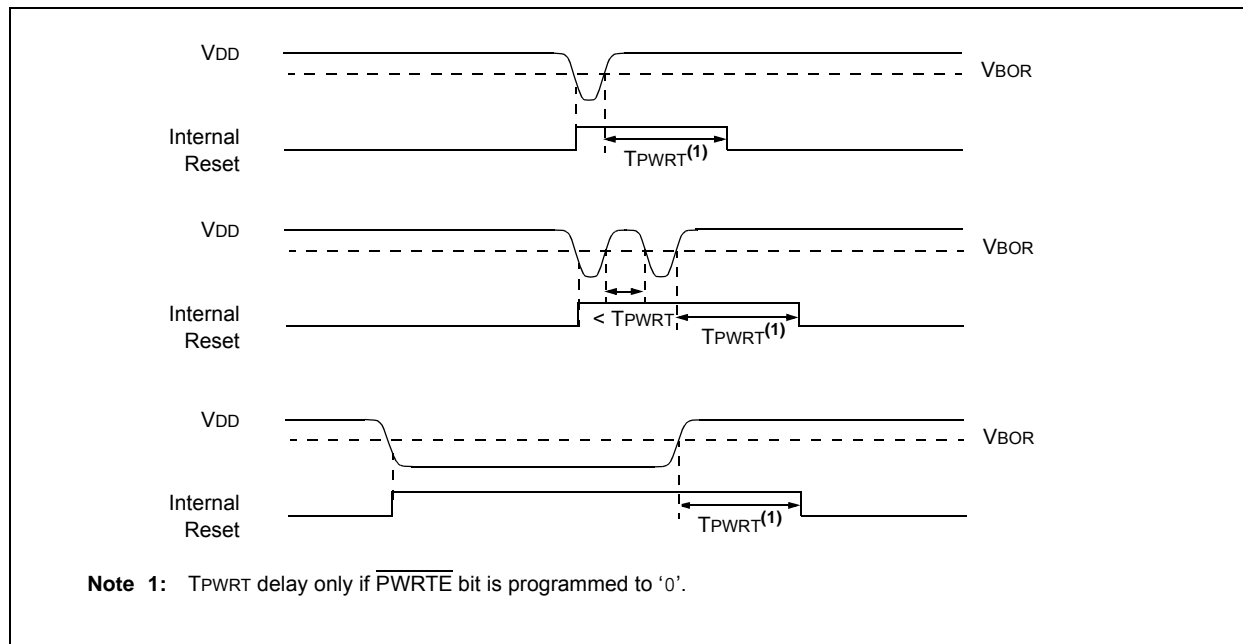 VDD
VBOR
Internal
Reset
TPWRT(1)
VDD
VBOR
Internal
Reset
< TPWRT
TPWRT(1)
VDD
VBOR
Internal
Reset
TPWRT(1)
Note 1: TPWRT delay only if PWRTE bit is programmed to ‘0’.